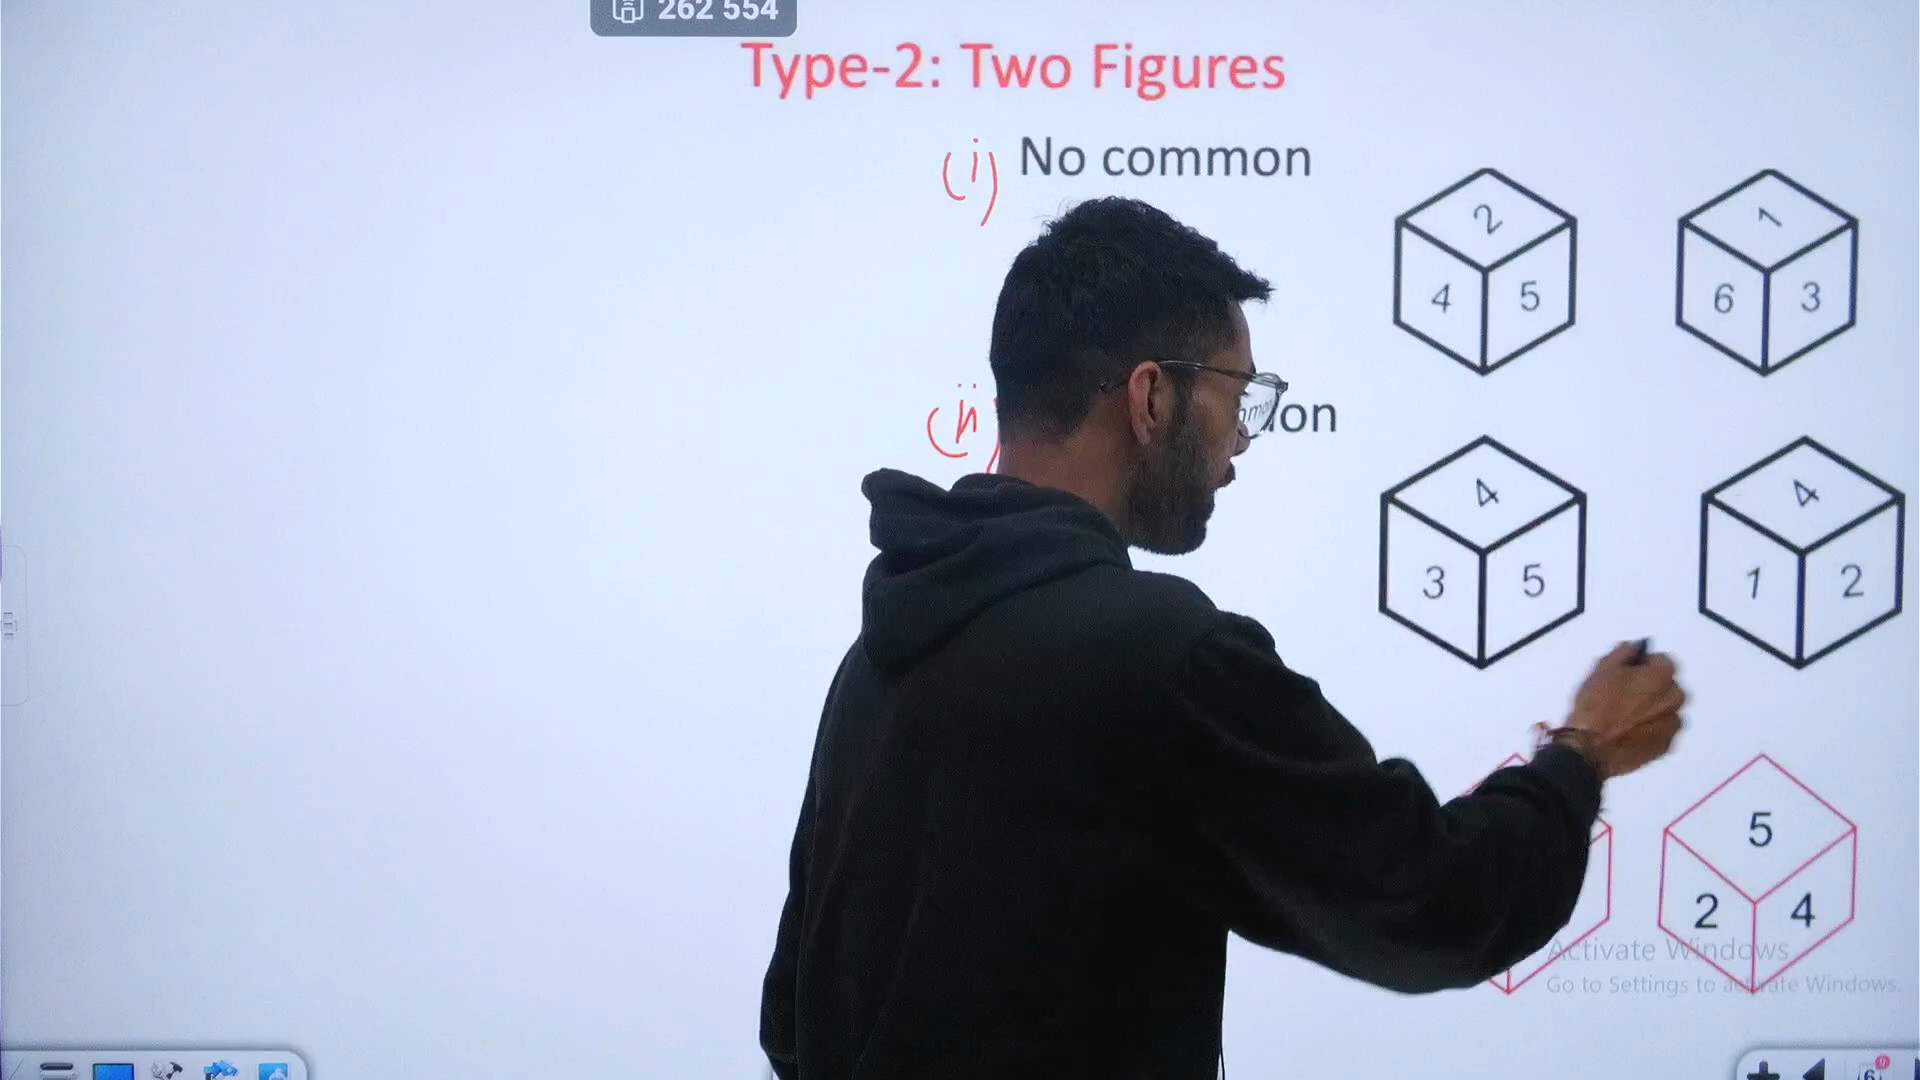 262 554
Type-2: Two Figures
(i) No common
2
4 5
1
6 3
(ii)
4
3 5
4
1 2
5
2 4
Activate Windows
Go to Settings to activate Windows.